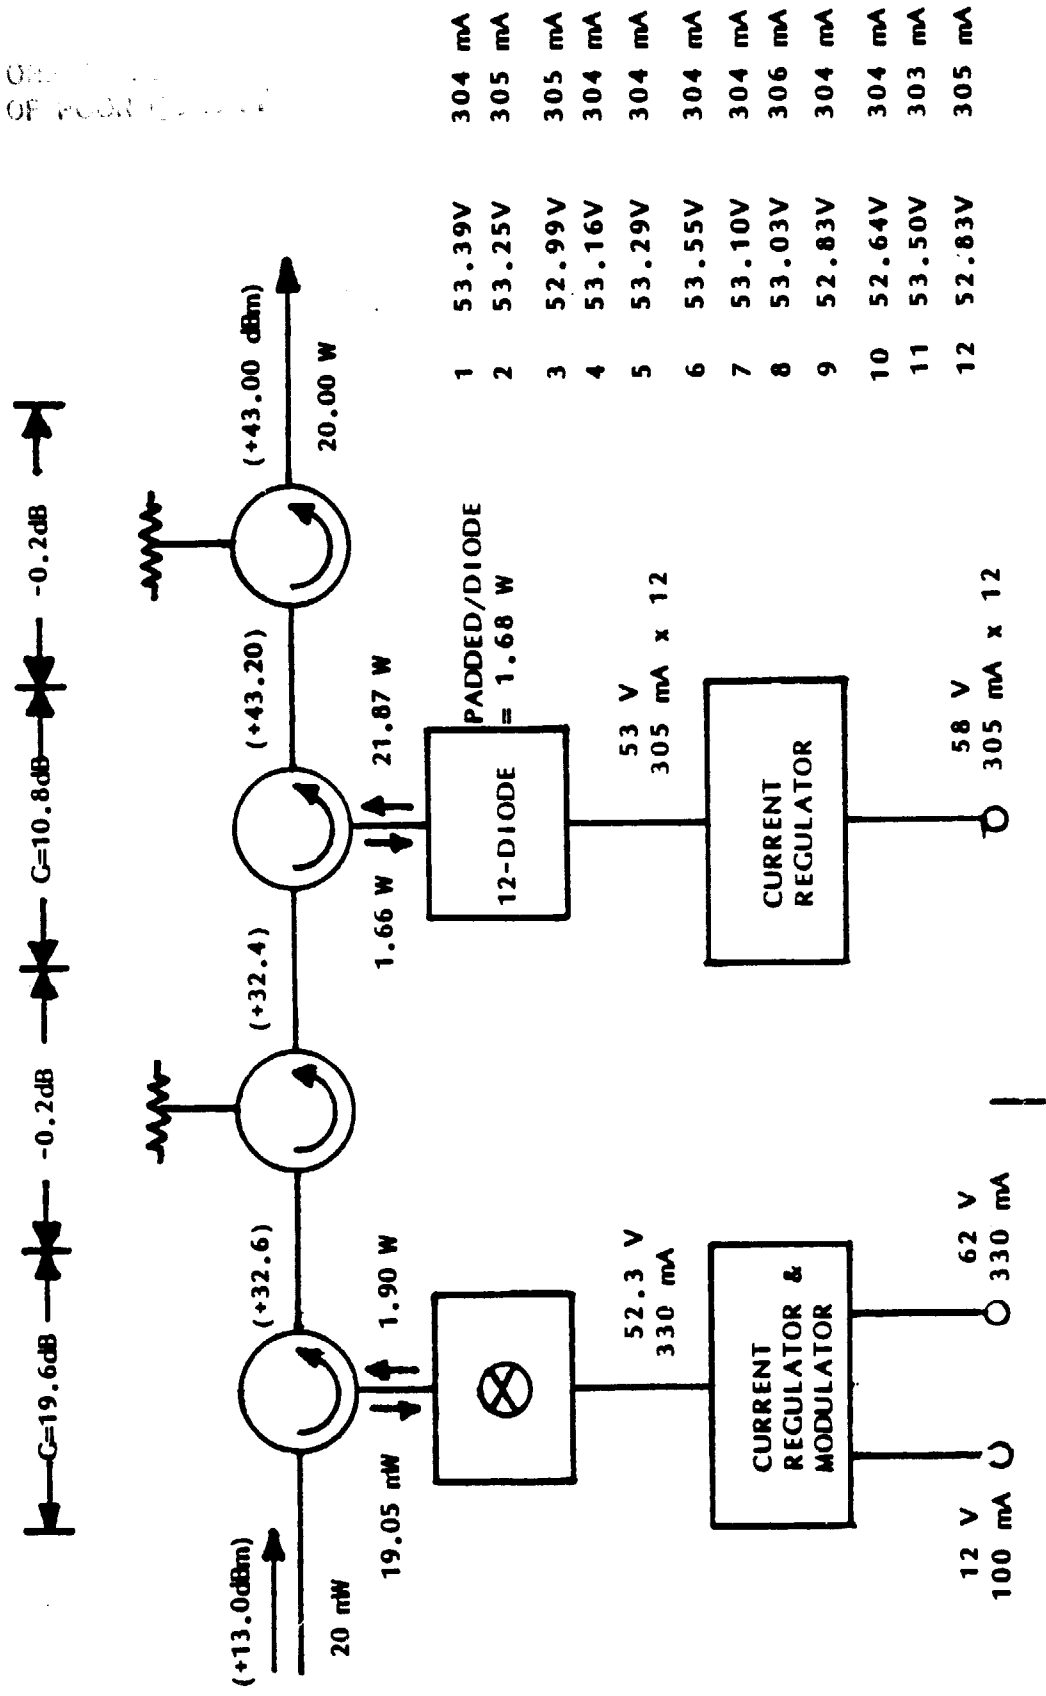 OF POOR
G=19.6dB -0.2dB G=10.8dB -0.2dB
(+13.0dBm) (+32.6) (+32.4) (+43.20) (+43.00 dBm)
20 mW 20.00 W
19.05 mW 1.90 W 1.66 W 21.87 W
12-DIODE
PADDED/DIODE
= 1.68 W
52.3 V
330 mA
53 V
305 mA x 12
CURRENT
REGULATOR &
MODULATOR
CURRENT
REGULATOR
12 V
100 mA
62 V
330 mA
58 V
305 mA x 12
1 53.39V 304 mA
2 53.25V 305 mA
3 52.99V 305 mA
4 53.16V 304 mA
5 53.29V 304 mA
6 53.55V 304 mA
7 53.10V 304 mA
8 53.03V 306 mA
9 52.83V 304 mA
10 52.64V 304 mA
11 53.50V 303 mA
12 52.83V 305 mA